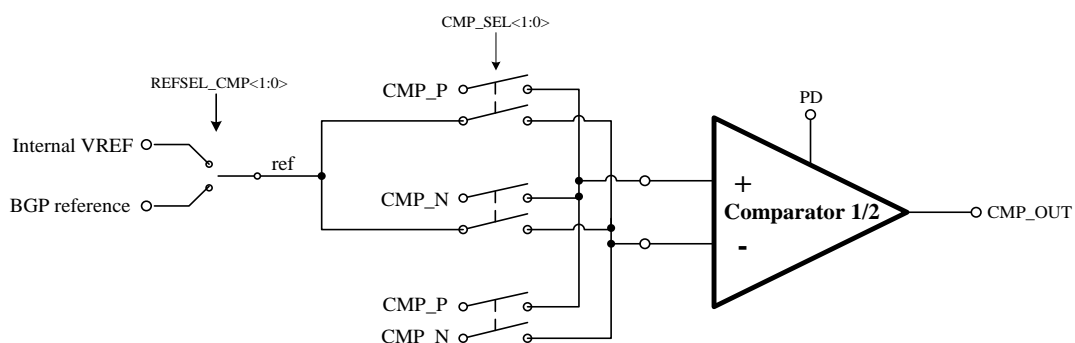 CMP_SEL<1:0>
REFSEL_CMP<1:0>
CMP_P
PD
Internal VREF
ref
BGP reference
CMP_N
+
Comparator 1/2
-
CMP_OUT
CMP_P
CMP_N